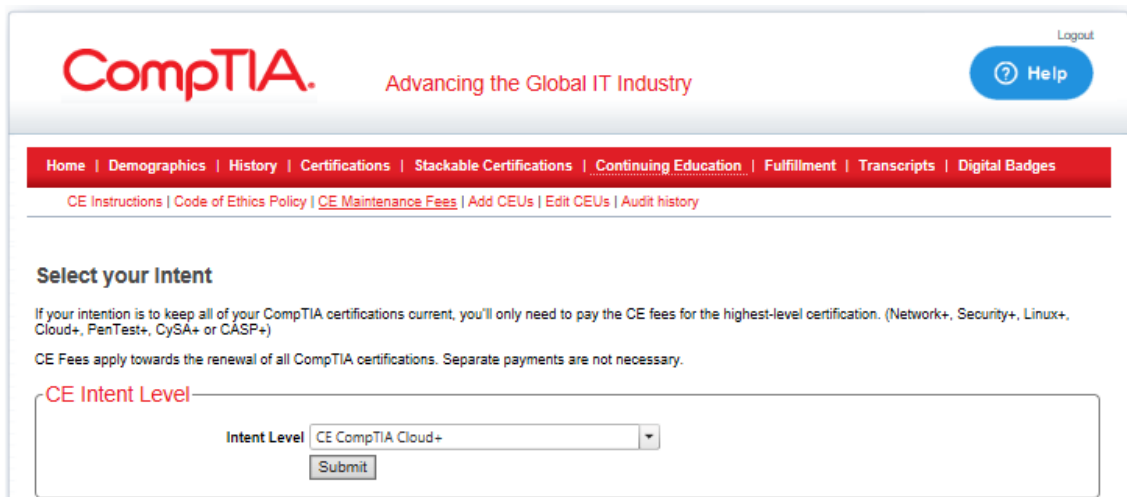 Logout
CompTIA.
Advancing the Global IT Industry
? Help
Home | Demographics | History | Certifications | Stackable Certifications | Continuing Education | Fulfillment | Transcripts | Digital Badges
CE Instructions | Code of Ethics Policy | CE Maintenance Fees | Add CEUs | Edit CEUs | Audit history
Select your Intent
If your intention is to keep all of your CompTIA certifications current, you'll only need to pay the CE fees for the highest-level certification. (Network+, Security+, Linux+,
Cloud+, PenTest+, CySA+ or CASP+)
CE Fees apply towards the renewal of all CompTIA certifications. Separate payments are not necessary.
CE Intent Level
Intent Level CE CompTIA Cloud+
Submit